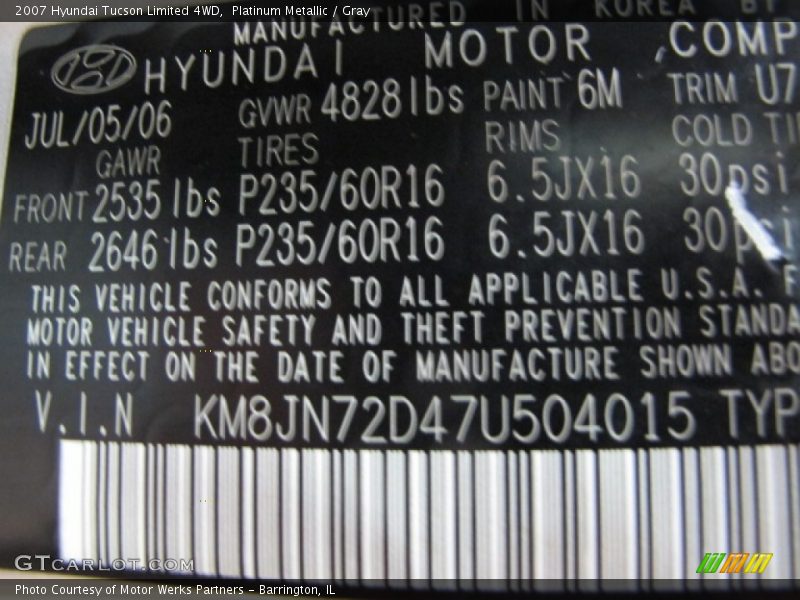 2007 Hyundai Tucson Limited 4WD, Platinum Metallic / Gray
MANUFACTURED IN KOREA BY
HYUNDAI MOTOR COMP
JUL/05/06 GVWR 4828lbs PAINT 6M TRIM U7
GAWR TIRES RIMS COLD TI
FRONT 2535 lbs P235/60R16 6.5JX16 30psi
REAR 2646 lbs P235/60R16 6.5JX16 30psi
THIS VEHICLE CONFORMS TO ALL APPLICABLE U.S.A. F
MOTOR VEHICLE SAFETY AND THEFT PREVENTION STANDA
IN EFFECT ON THE DATE OF MANUFACTURE SHOWN ABO
V.I.N KM8JN72D47U504015 TYP
GTCARLOT.COM
Photo Courtesy of Motor Werks Partners - Barrington, IL